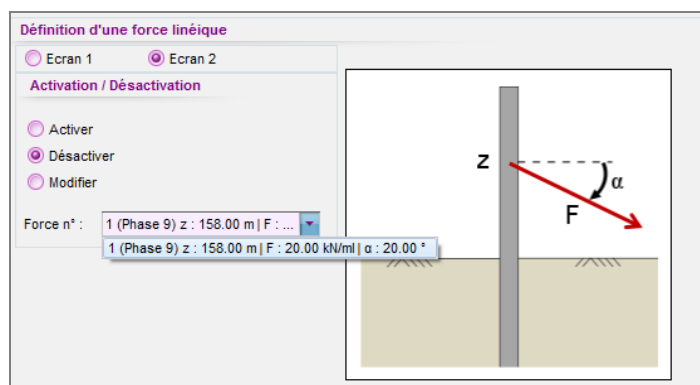 Définition d'une force linéique
Ecran 1 Ecran 2
Activation / Désactivation
Activer
Désactiver
Modifier
Force n° : 1 (Phase 9) z : 158.00 m | F : ...
1 (Phase 9) z : 158.00 m | F : 20.00 kN/ml | α : 20.00 °
z
α
F